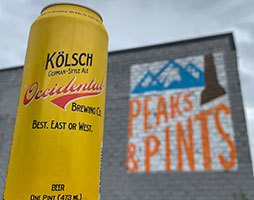 KÖLSCH
GERMAN-STYLE ALE
Occidental
BREWING CO.
BEST. EAST OR WEST.
BEER
ONE PINT (473 ML)
PEAKS
& PINTS